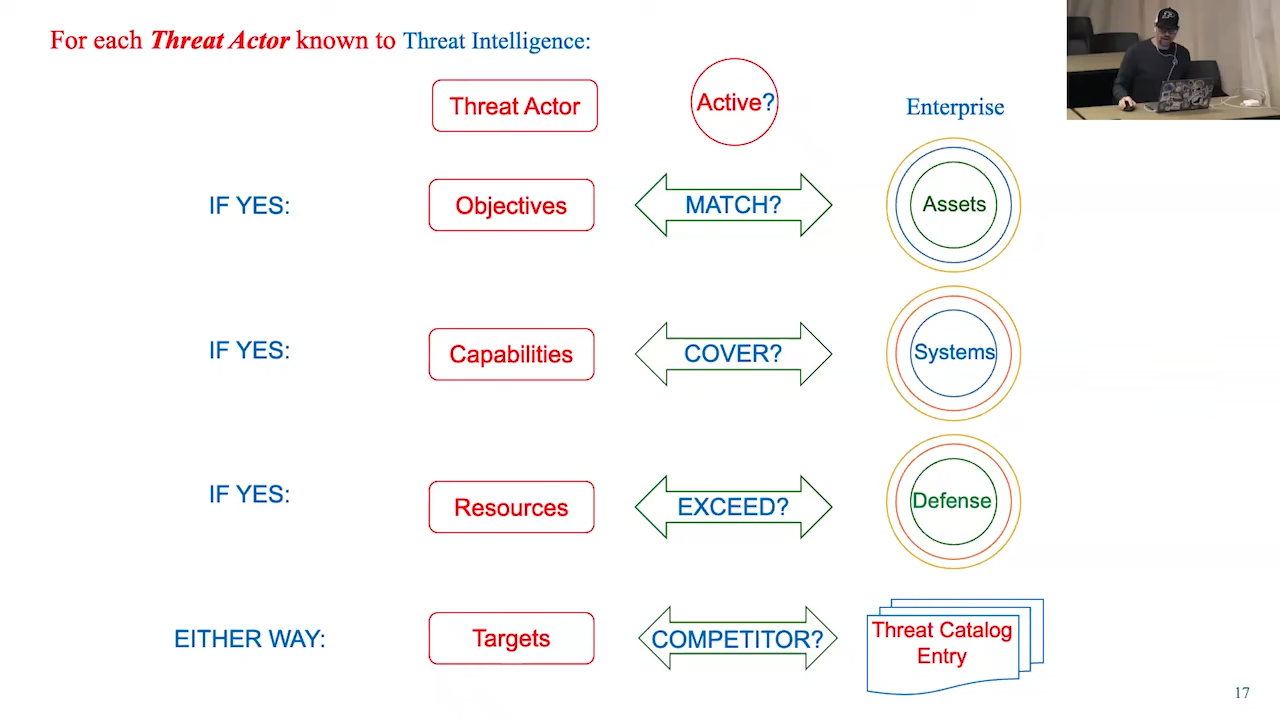 For each Threat Actor known to Threat Intelligence:
Threat Actor
Active?
Enterprise
IF YES:
Objectives
MATCH?
Assets
IF YES:
Capabilities
COVER?
Systems
IF YES:
Resources
EXCEED?
Defense
EITHER WAY:
Targets
COMPETITOR?
Threat Catalog
Entry
17